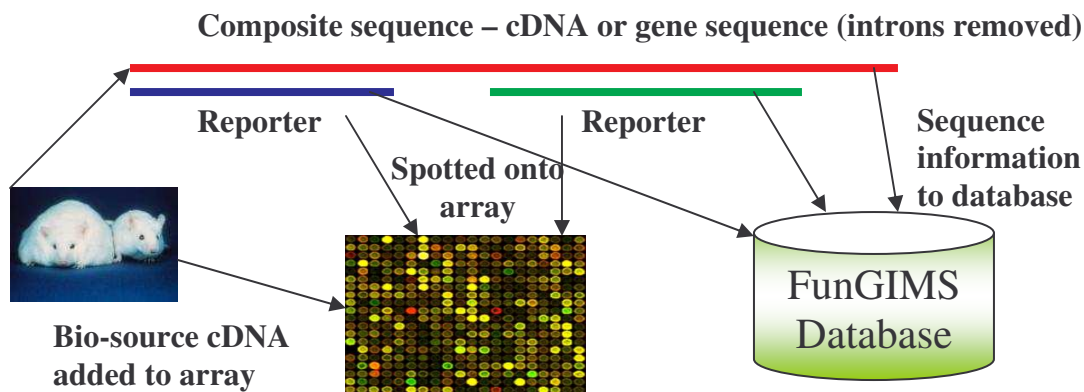 Composite sequence – cDNA or gene sequence (introns removed)
Reporter
Reporter
Spotted onto
array
Sequence
information
to database
Bio-source cDNA
added to array
FunGIMS
Database